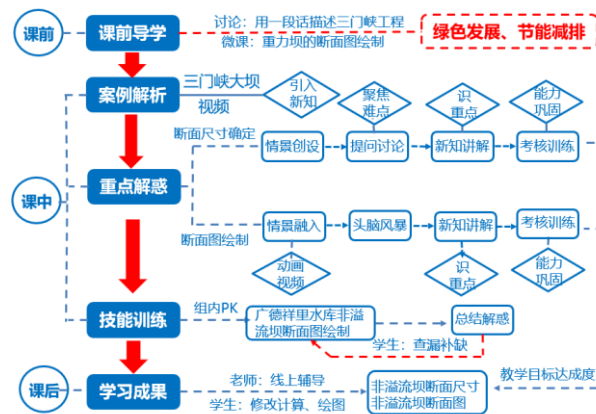 课前
课前导学
讨论：用一段话描述三门峡工程
微课：重力坝的断面图绘制
绿色发展、节能减排
案例解析
三门峡大坝
视频
引入
新知
聚焦
难点
识
重点
能力
巩固
断面尺寸确定
情景创设
提问讨论
新知讲解
考核训练
课中
重点解惑
断面图绘制
情景融入
头脑风暴
新知讲解
考核训练
动画
视频
识
重点
能力
巩固
技能训练
组内PK
广德祥里水库非溢
流坝断面图绘制
总结解惑
学生：查漏补缺
课后
学习成果
老师：线上辅导
学生：修改计算、绘图
非溢流坝断面尺寸
非溢流坝断面图
教学目标达成度